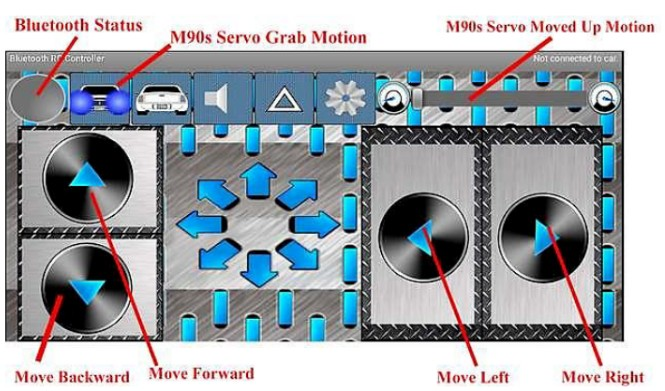 Bluetooth Status
M90s Servo Grab Motion
M90s Servo Moved Up Motion
Bluetooth RC Controller
Not connected to car.
Move Backward
Move Forward
Move Left
Move Right